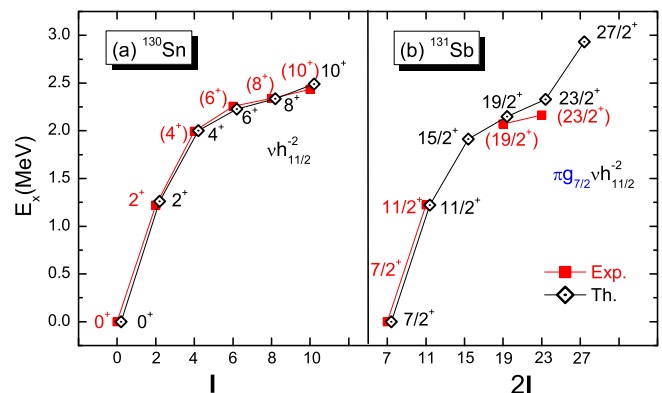 (a) ¹³⁰Sn
(b) ¹³¹Sb
Eₓ(MeV)
3.0
2.5
2.0
1.5
1.0
0.5
0.0
0⁺
2⁺
(4⁺)
(6⁺)
(8⁺)
(10⁺)
0⁺
2⁺
4⁺
6⁺
8⁺
10⁺
νh₁₁/₂⁻²
0 2 4 6 8 10
I
7/2⁺
11/2⁺
(19/2⁺)
(23/2⁺)
7/2⁺
11/2⁺
15/2⁺
19/2⁺
23/2⁺
27/2⁺
πg₇/₂νh₁₁/₂⁻²
Exp.
Th.
7 11 15 19 23 27
2I